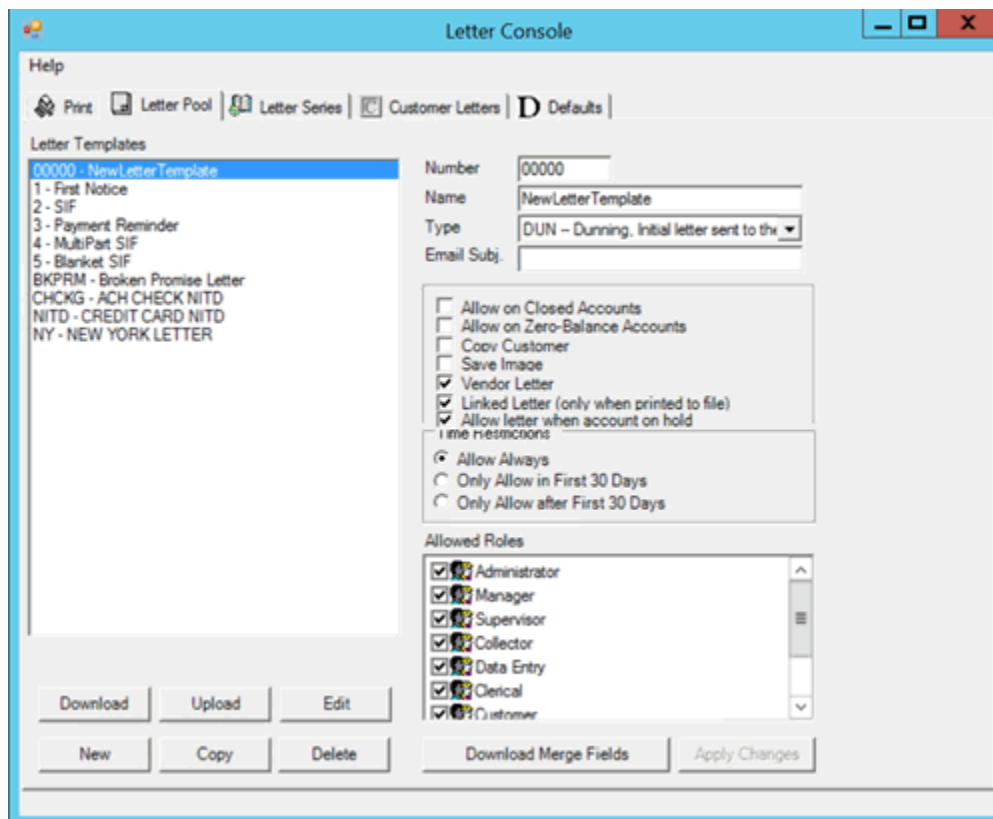 Letter Console
Help
Print Letter Pool Letter Series C Customer Letters D Defaults
Letter Templates
00000 - NewLetterTemplate
1 - First Notice
2 - SIF
3 - Payment Reminder
4 - MultiPart SIF
5 - Blanket SIF
BKPRM - Broken Promise Letter
CHCKG - ACH CHECK NITD
NITD - CREDIT CARD NITD
NY - NEW YORK LETTER
Download Upload Edit
New Copy Delete
Number 00000
Name NewLetterTemplate
Type DUN -- Dunning, Initial letter sent to the
Email Subj.
Allow on Closed Accounts
Allow on Zero-Balance Accounts
Copy Customer
Save Image
Vendor Letter
Linked Letter (only when printed to file)
Allow letter when account on hold
Time Restrictions
Allow Always
Only Allow in First 30 Days
Only Allow after First 30 Days
Allowed Roles
Administrator
Manager
Supervisor
Collector
Data Entry
Clerical
Customer
Download Merge Fields Apply Changes